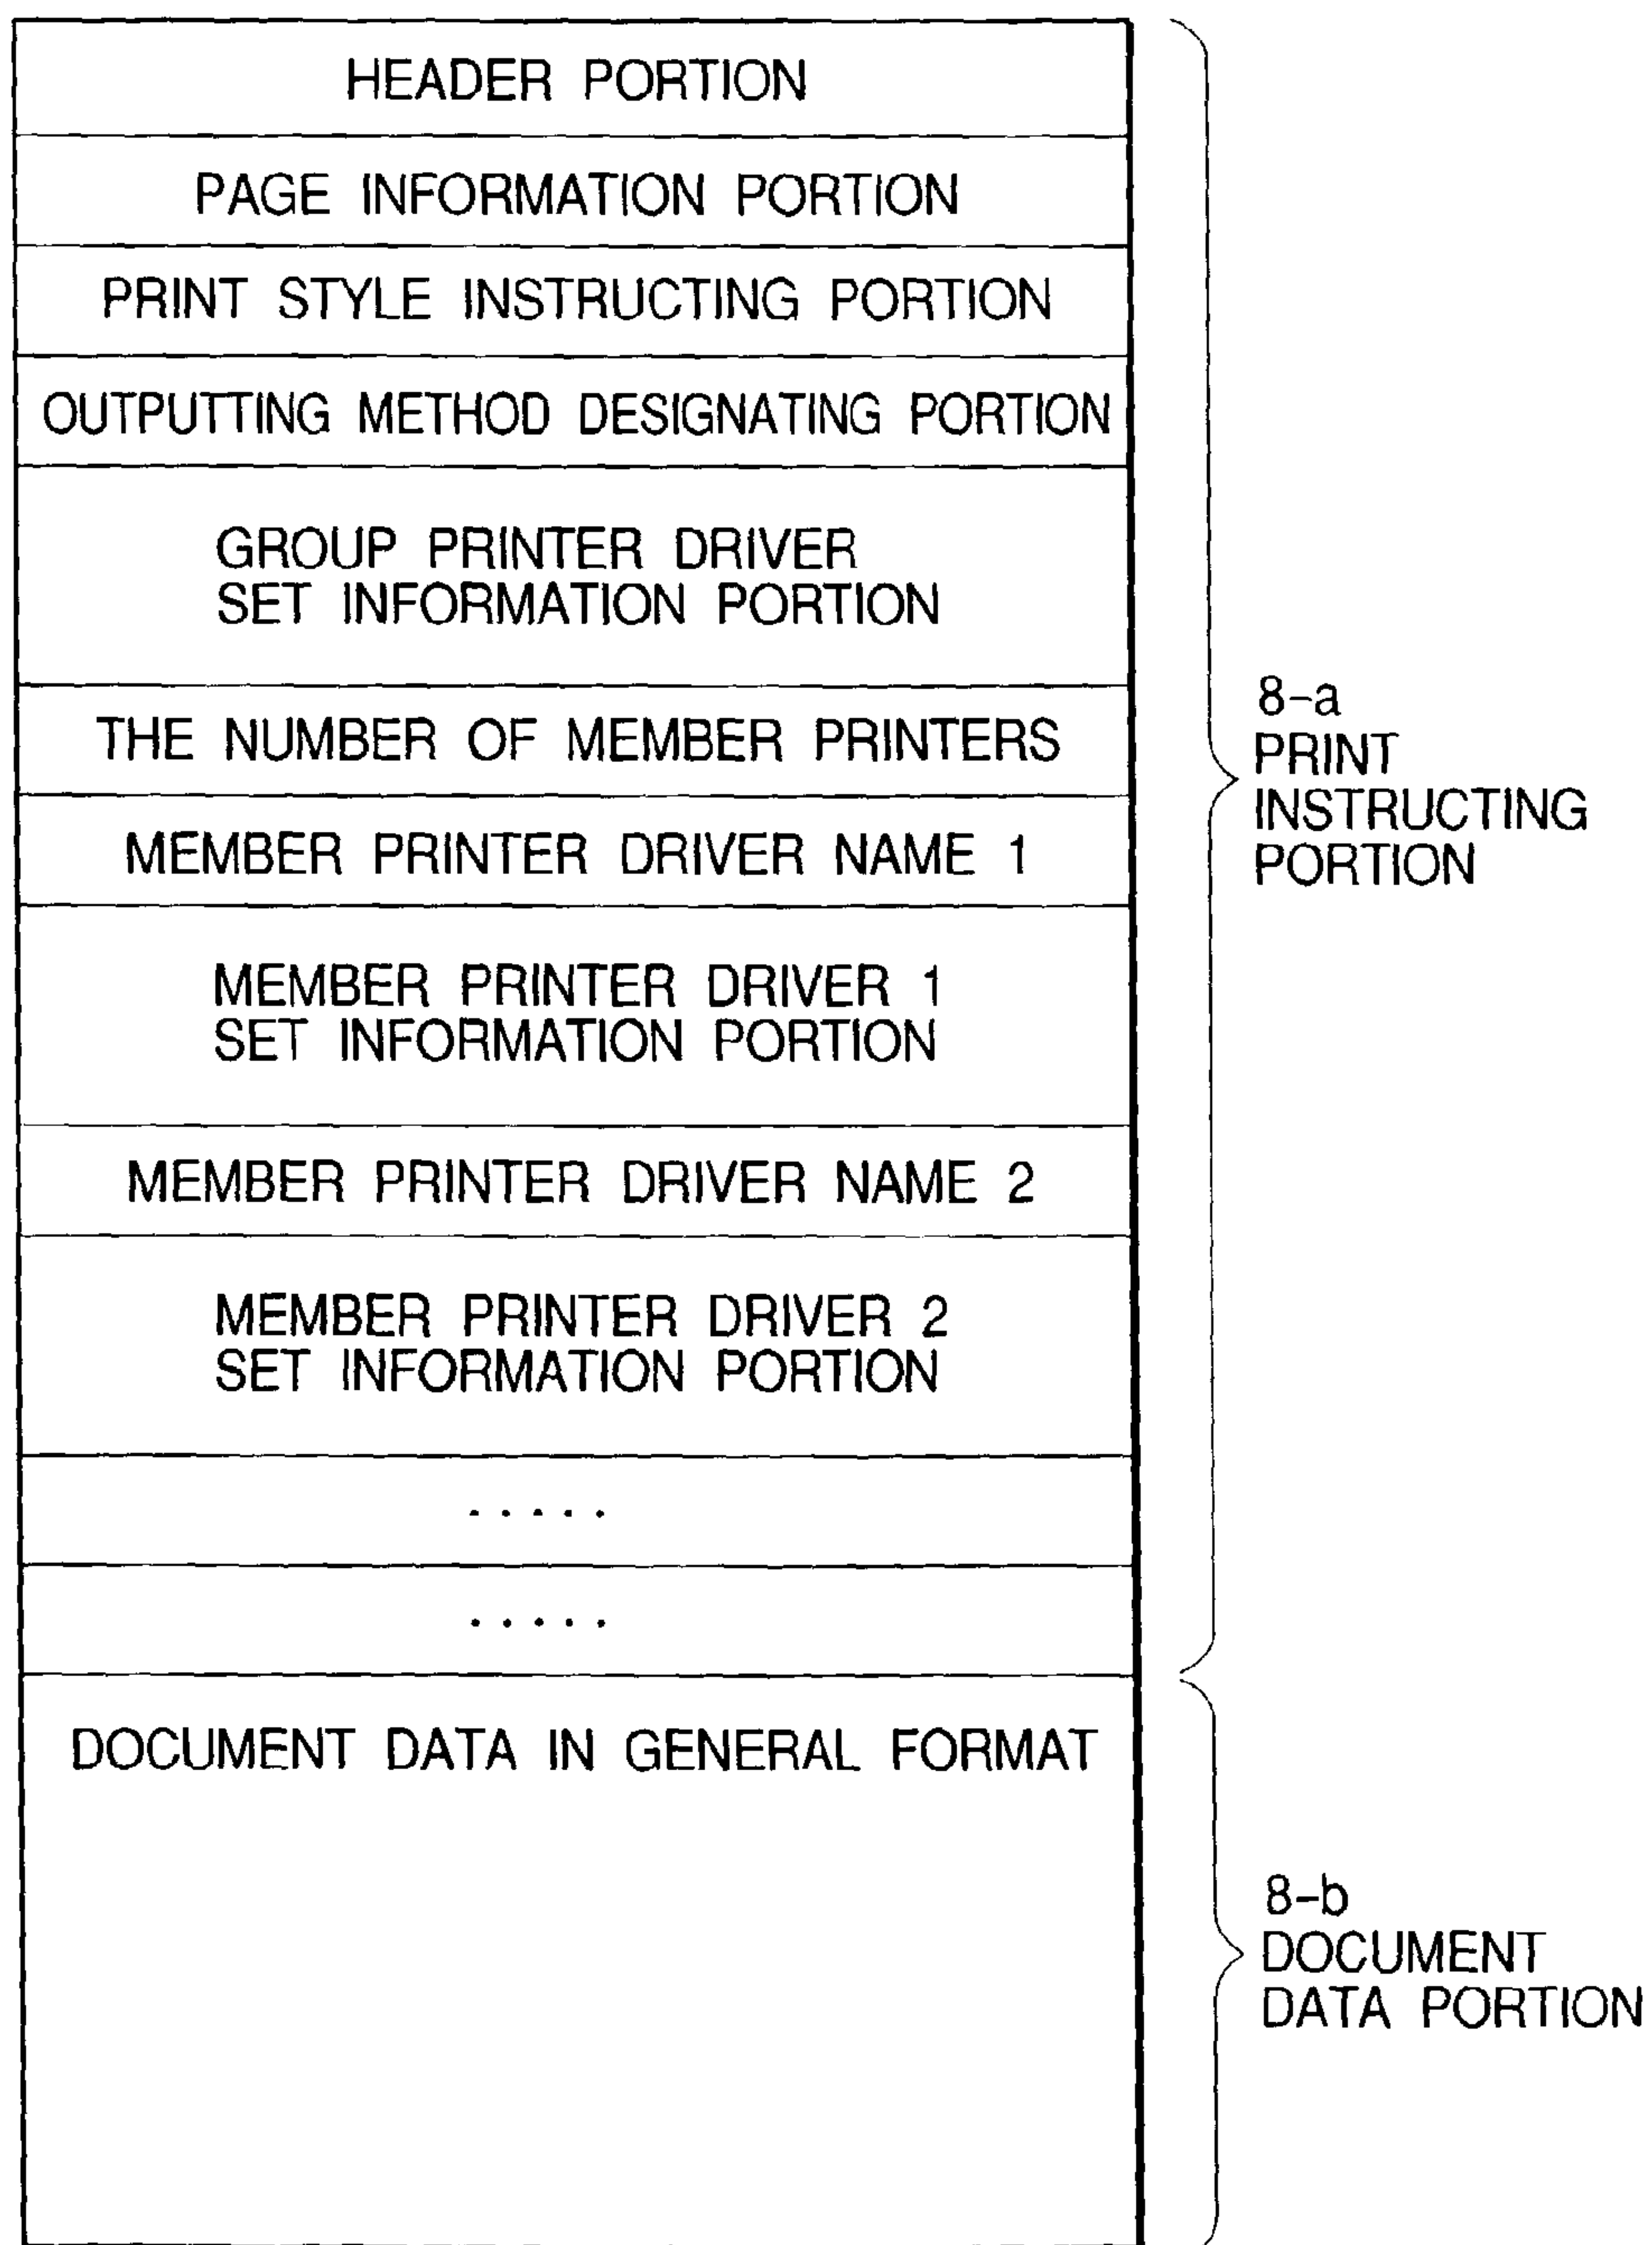 HEADER PORTION
PAGE INFORMATION PORTION
PRINT STYLE INSTRUCTING PORTION
OUTPUTTING METHOD DESIGNATING PORTION
GROUP PRINTER DRIVER
SET INFORMATION PORTION
THE NUMBER OF MEMBER PRINTERS
MEMBER PRINTER DRIVER NAME 1
MEMBER PRINTER DRIVER 1
SET INFORMATION PORTION
MEMBER PRINTER DRIVER NAME 2
MEMBER PRINTER DRIVER 2
SET INFORMATION PORTION
.....
.....
8-a
PRINT
INSTRUCTING
PORTION
DOCUMENT DATA IN GENERAL FORMAT
8-b
DOCUMENT
DATA PORTION